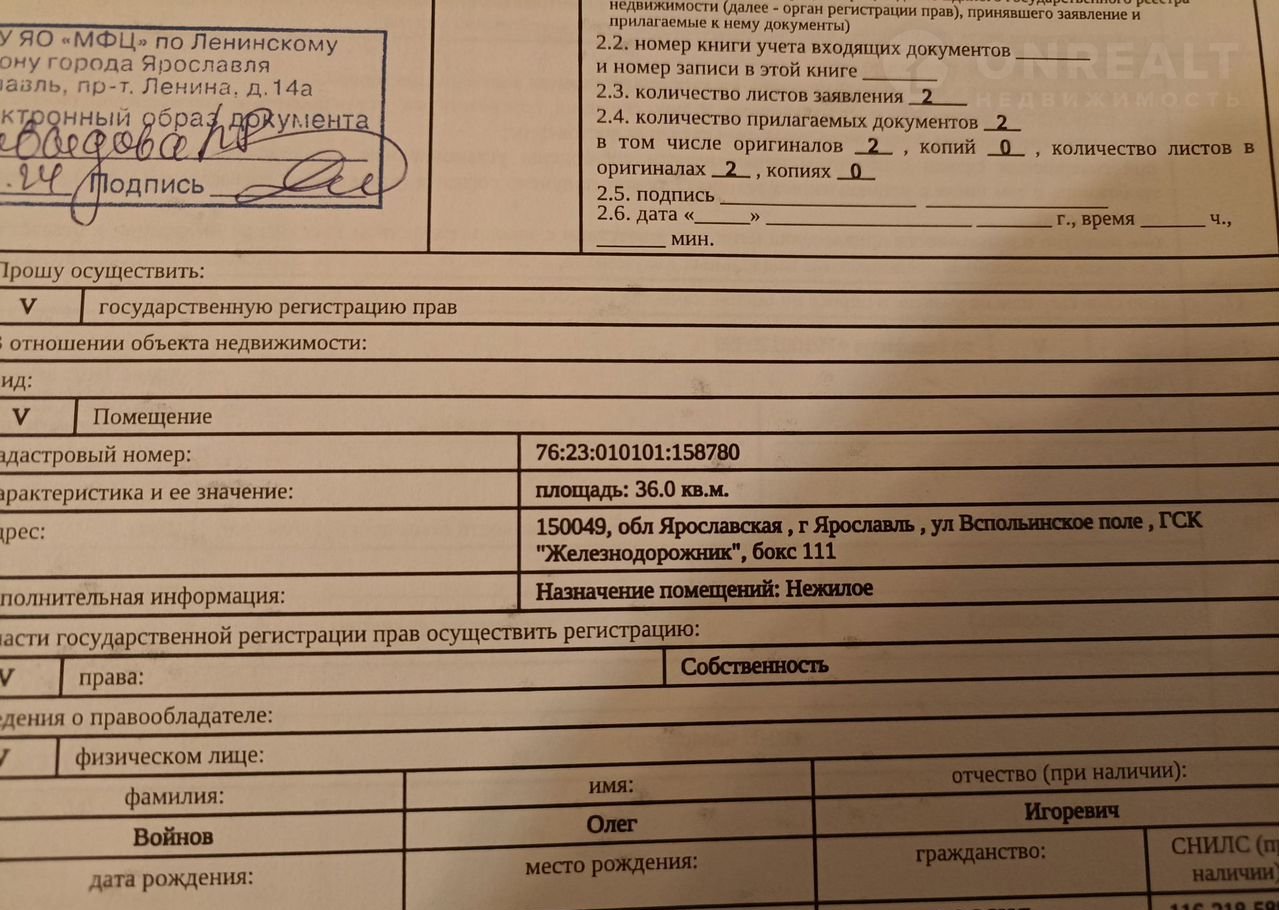 У ЯО «МФЦ» по Ленинскому
ону города Ярославля
лавль, пр-т. Ленина, д.14а
ктронный образ документа
.24 Подпись
недвижимости (далее - орган регистрации прав), принявшего заявление и
прилагаемые к нему документы)
2.2. номер книги учета входящих документов
и номер записи в этой книге
2.3. количество листов заявления 2
2.4. количество прилагаемых документов 2
в том числе оригиналов 2 , копий 0 , количество листов в
оригиналах 2 , копиях 0
2.5. подпись
2.6. дата «_____» г., время ч.,
мин.
ONREALT
НЕДВИЖИМОСТЬ
Прошу осуществить:
V государственную регистрацию прав
В отношении объекта недвижимости:
ид:
V Помещение
адастровый номер: 76:23:010101:158780
арактеристика и ее значение: площадь: 36.0 кв.м.
дрес: 150049, обл Ярославская , г Ярославль , ул Вспольинское поле , ГСК
"Железнодорожник", бокс 111
полнительная информация: Назначение помещений: Нежилое
части государственной регистрации прав осуществить регистрацию:
V права: Собственность
едения о правообладателе:
V физическом лице:
фамилия: имя: отчество (при наличии):
Войнов Олег Игоревич
дата рождения: место рождения: гражданство: СНИЛС (п
наличии)